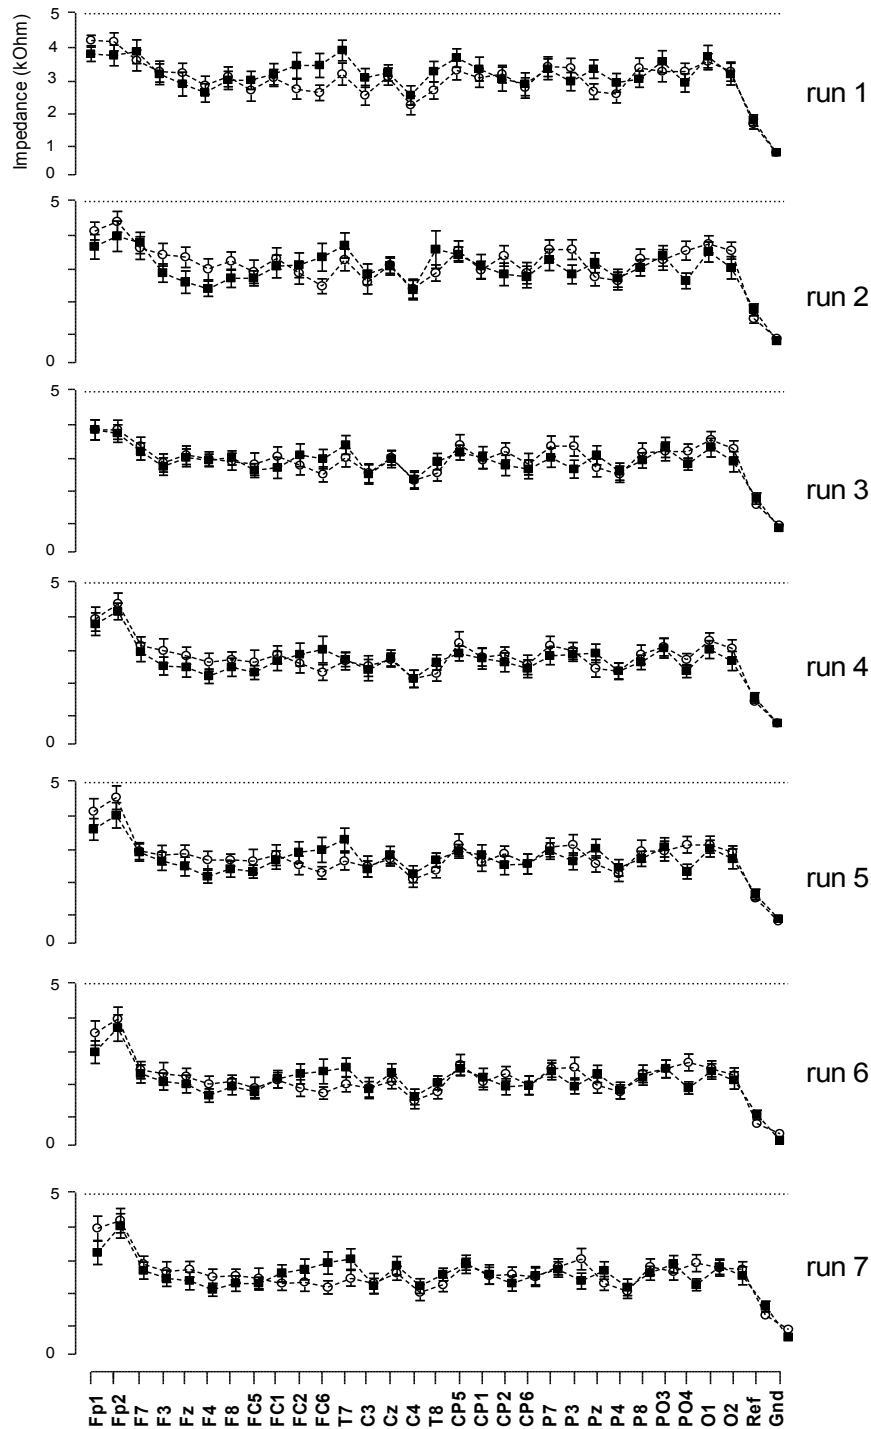 Impedance (kOhm)
5
4
3
2
1
0
run 1
5
0
run 2
5
0
run 3
5
0
run 4
5
0
run 5
5
0
run 6
5
0
run 7
Fp1 Fp2 F7 F3 Fz F4 F8 FC5 FC1 FC2 FC6 T7 C3 Cz C4 T8 CP5 CP1 CP2 CP6 P7 P3 Pz P4 P8 PO3 PO4 O1 O2 Ref Gnd